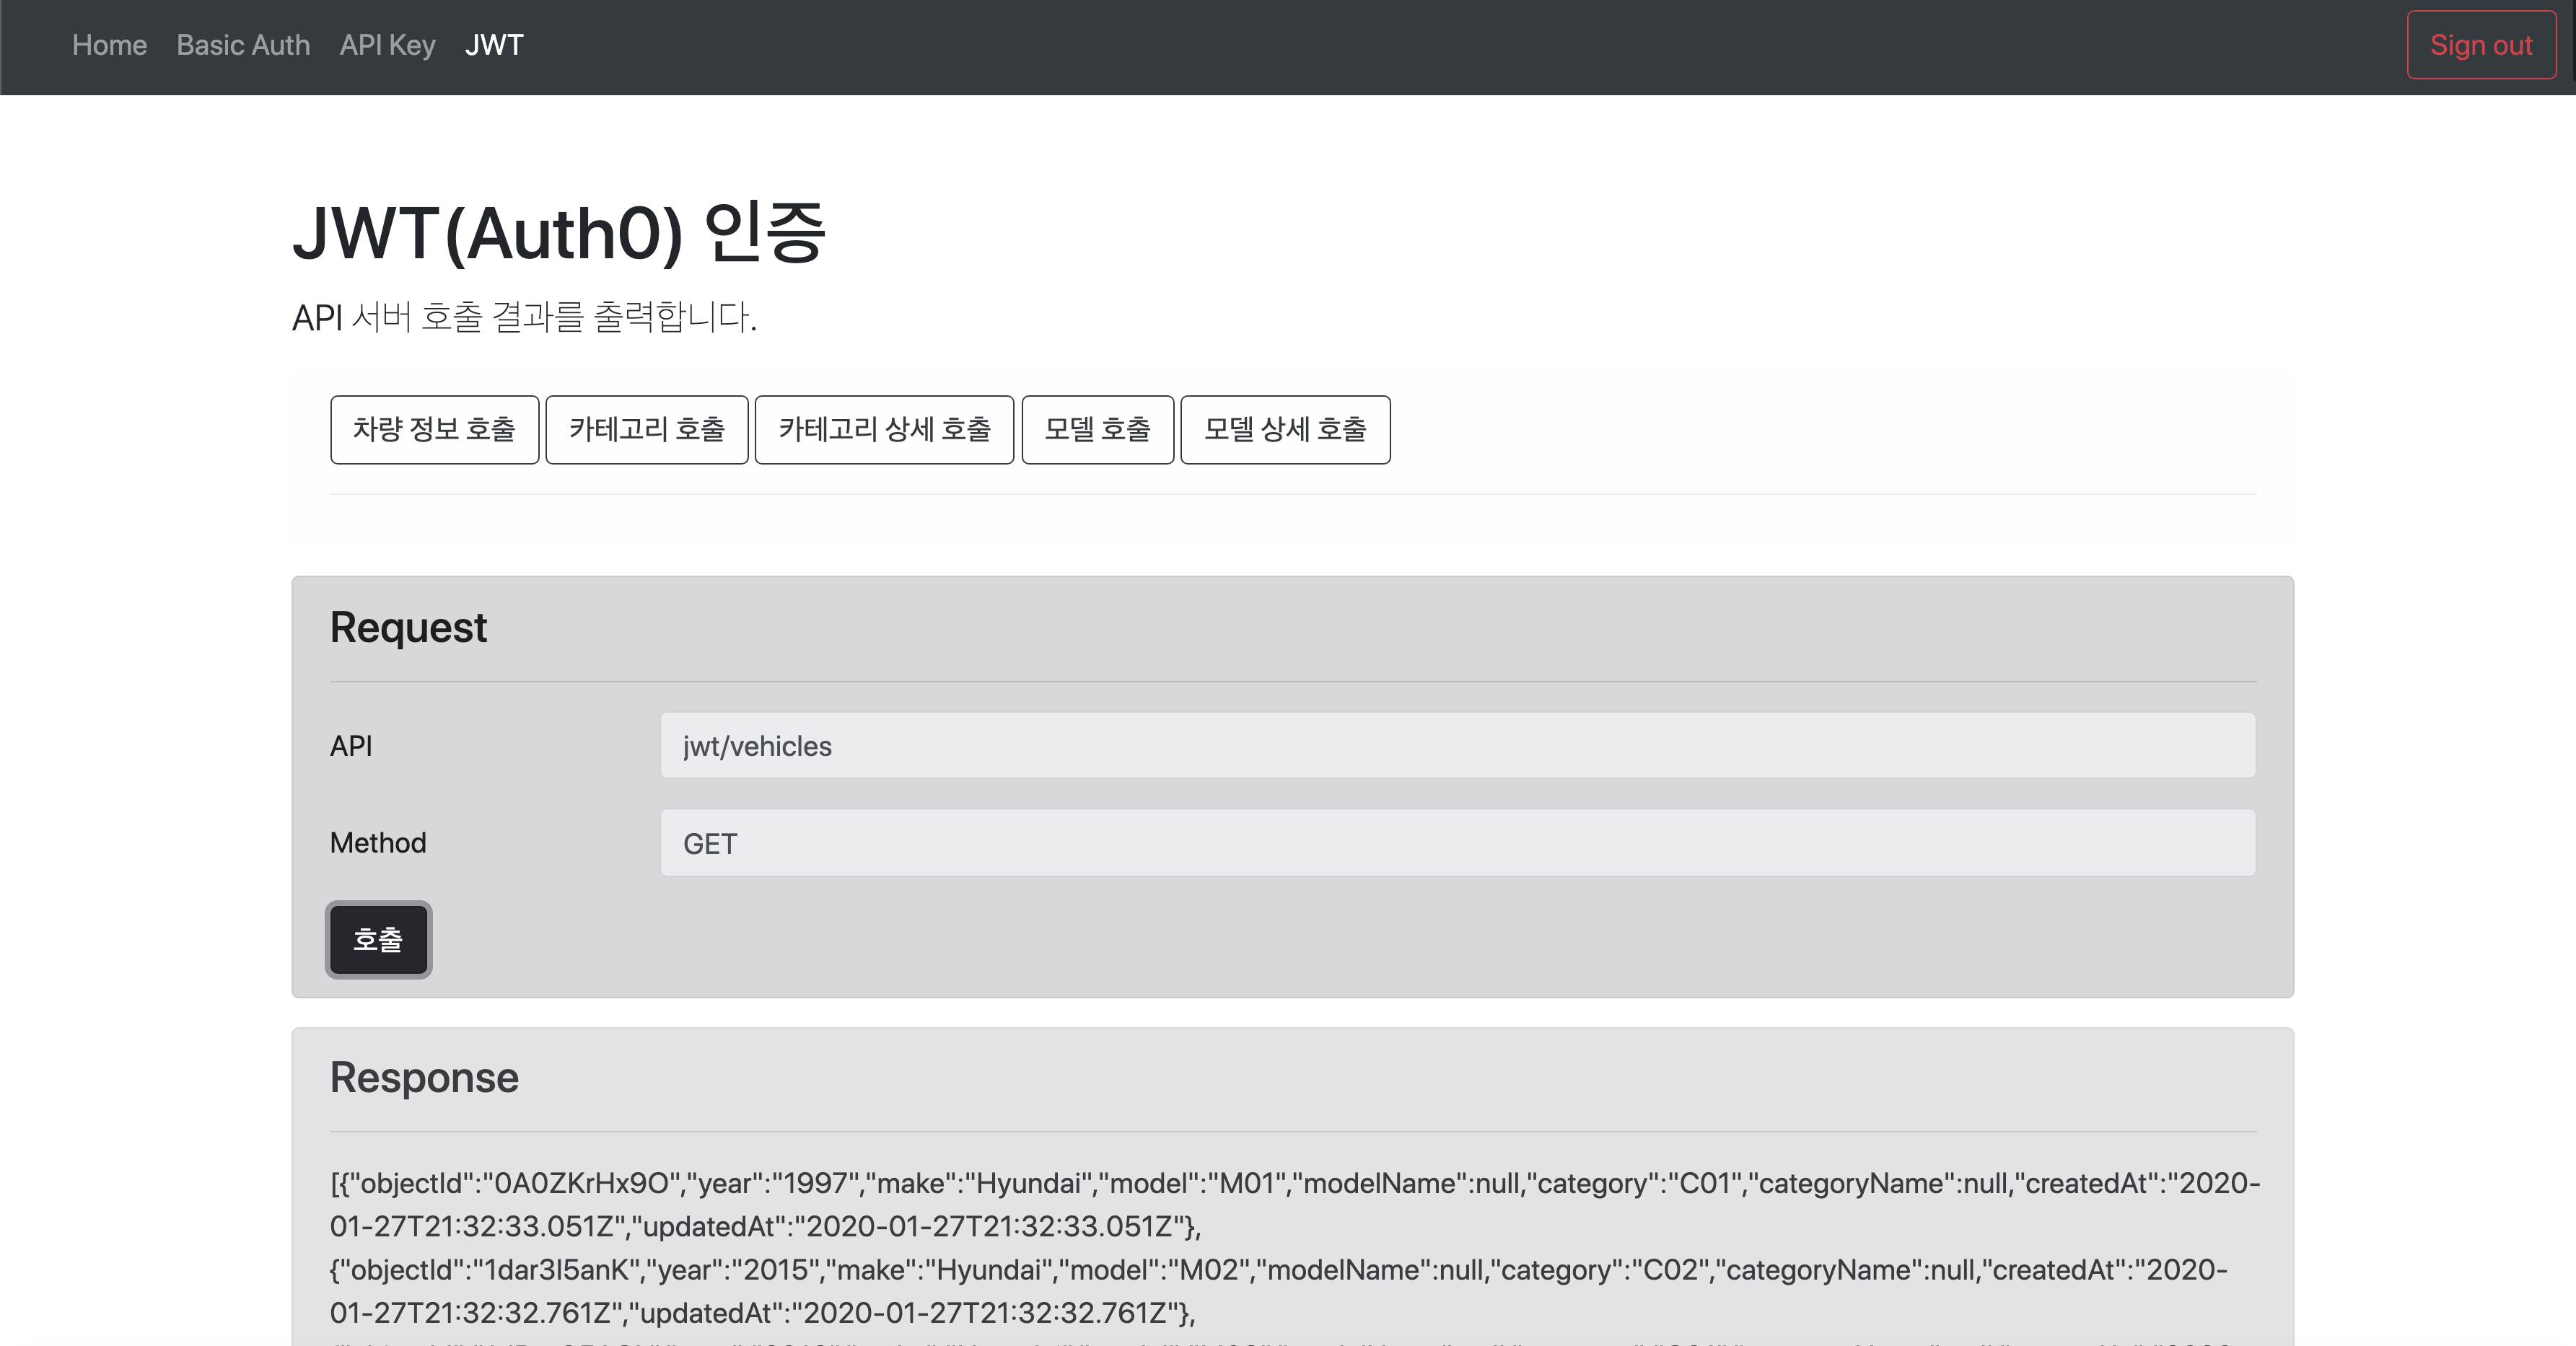 Home Basic Auth API Key JWT Sign out
JWT(Auth0) 인증
API 서버 호출 결과를 출력합니다.
차량 정보 호출 카테고리 호출 카테고리 상세 호출 모델 호출 모델 상세 호출
Request
API jwt/vehicles
Method GET
호출
Response
[{"objectId":"0A0ZKrHx9O","year":"1997","make":"Hyundai","model":"M01","modelName":null,"category":"C01","categoryName":null,"createdAt":"2020-
01-27T21:32:33.051Z","updatedAt":"2020-01-27T21:32:33.051Z"},
{"objectId":"1dar3I5anK","year":"2015","make":"Hyundai","model":"M02","modelName":null,"category":"C02","categoryName":null,"createdAt":"2020-
01-27T21:32:32.761Z","updatedAt":"2020-01-27T21:32:32.761Z"},